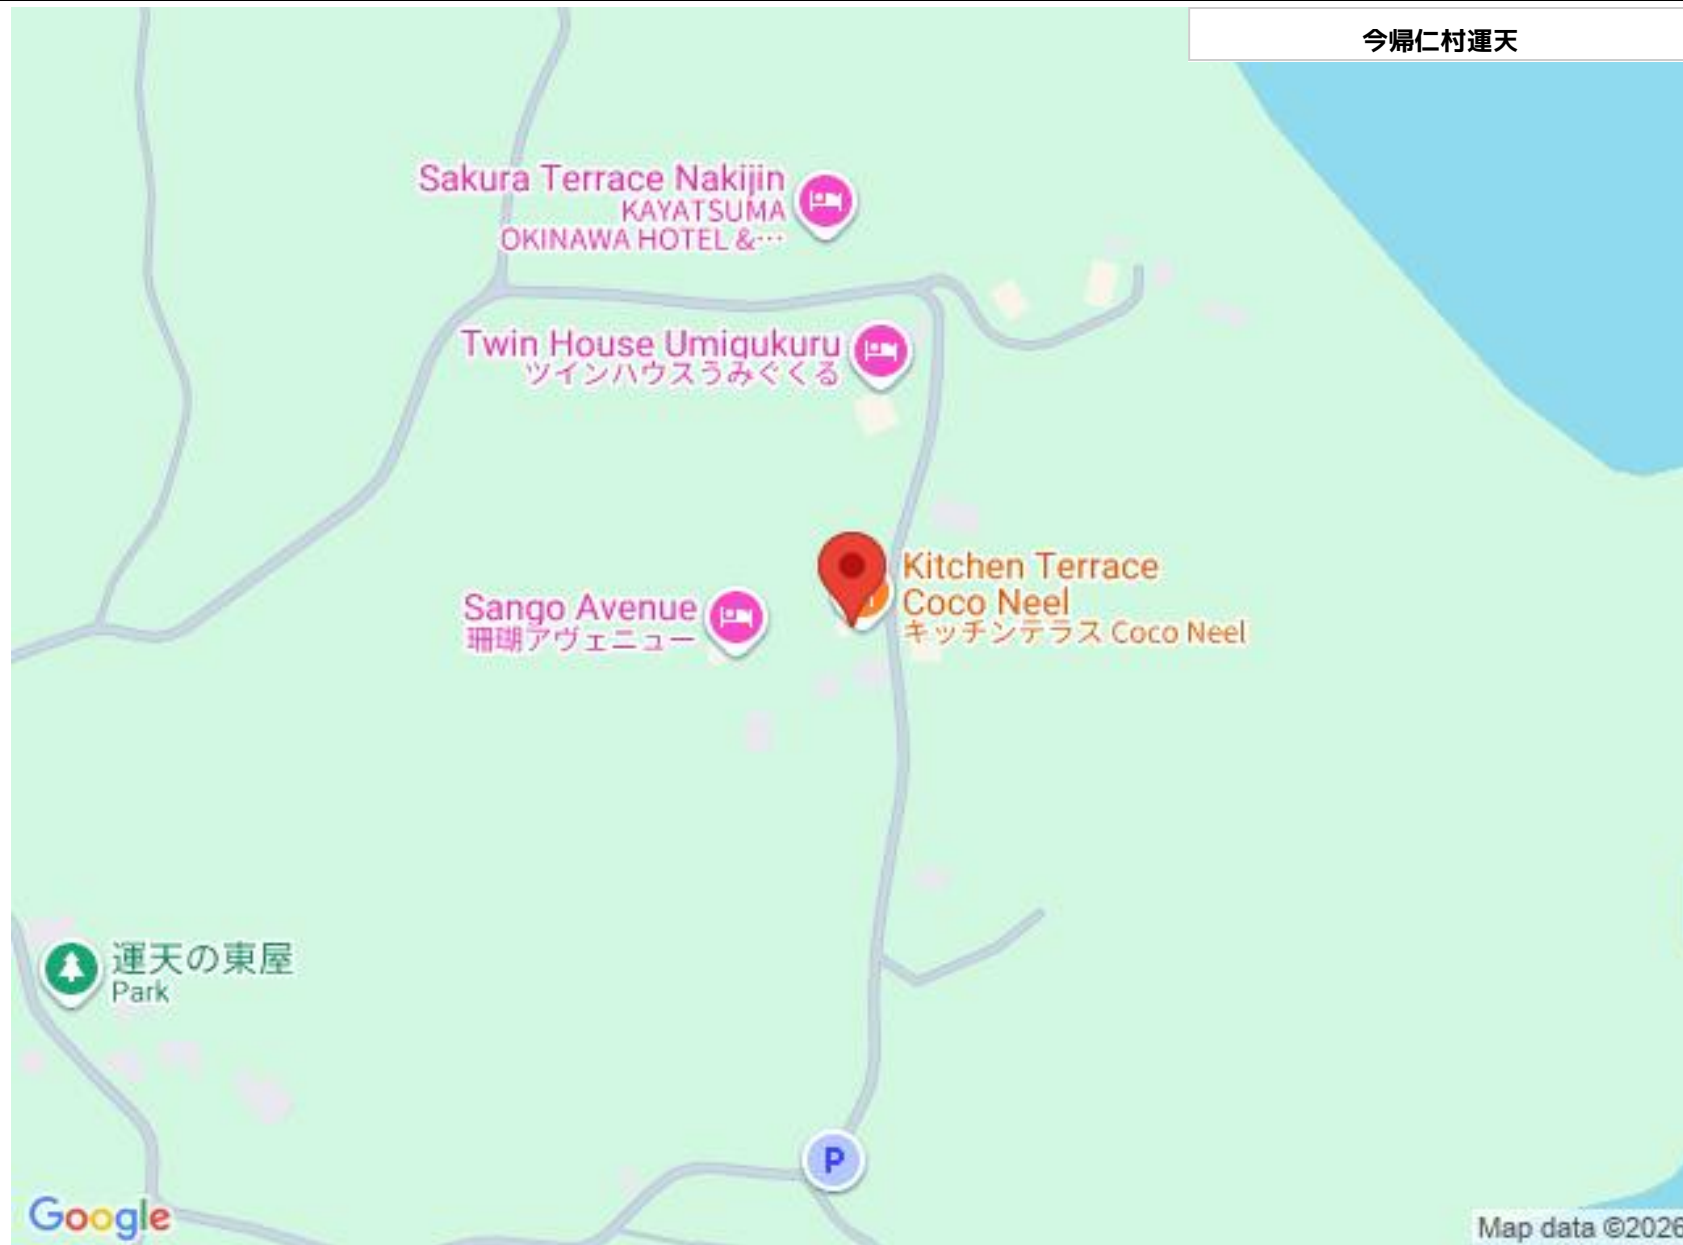 今帰仁村運天
Sakura Terrace Nakijin
KAYATSUMA
OKINAWA HOTEL &⋯
Twin House Umigukuru
ツインハウスうみぐくる
Kitchen Terrace
Coco Neel
キッチンテラス Coco Neel
Sango Avenue
珊瑚アヴェニュー
運天の東屋
Park
P
Google
Map data ©2026